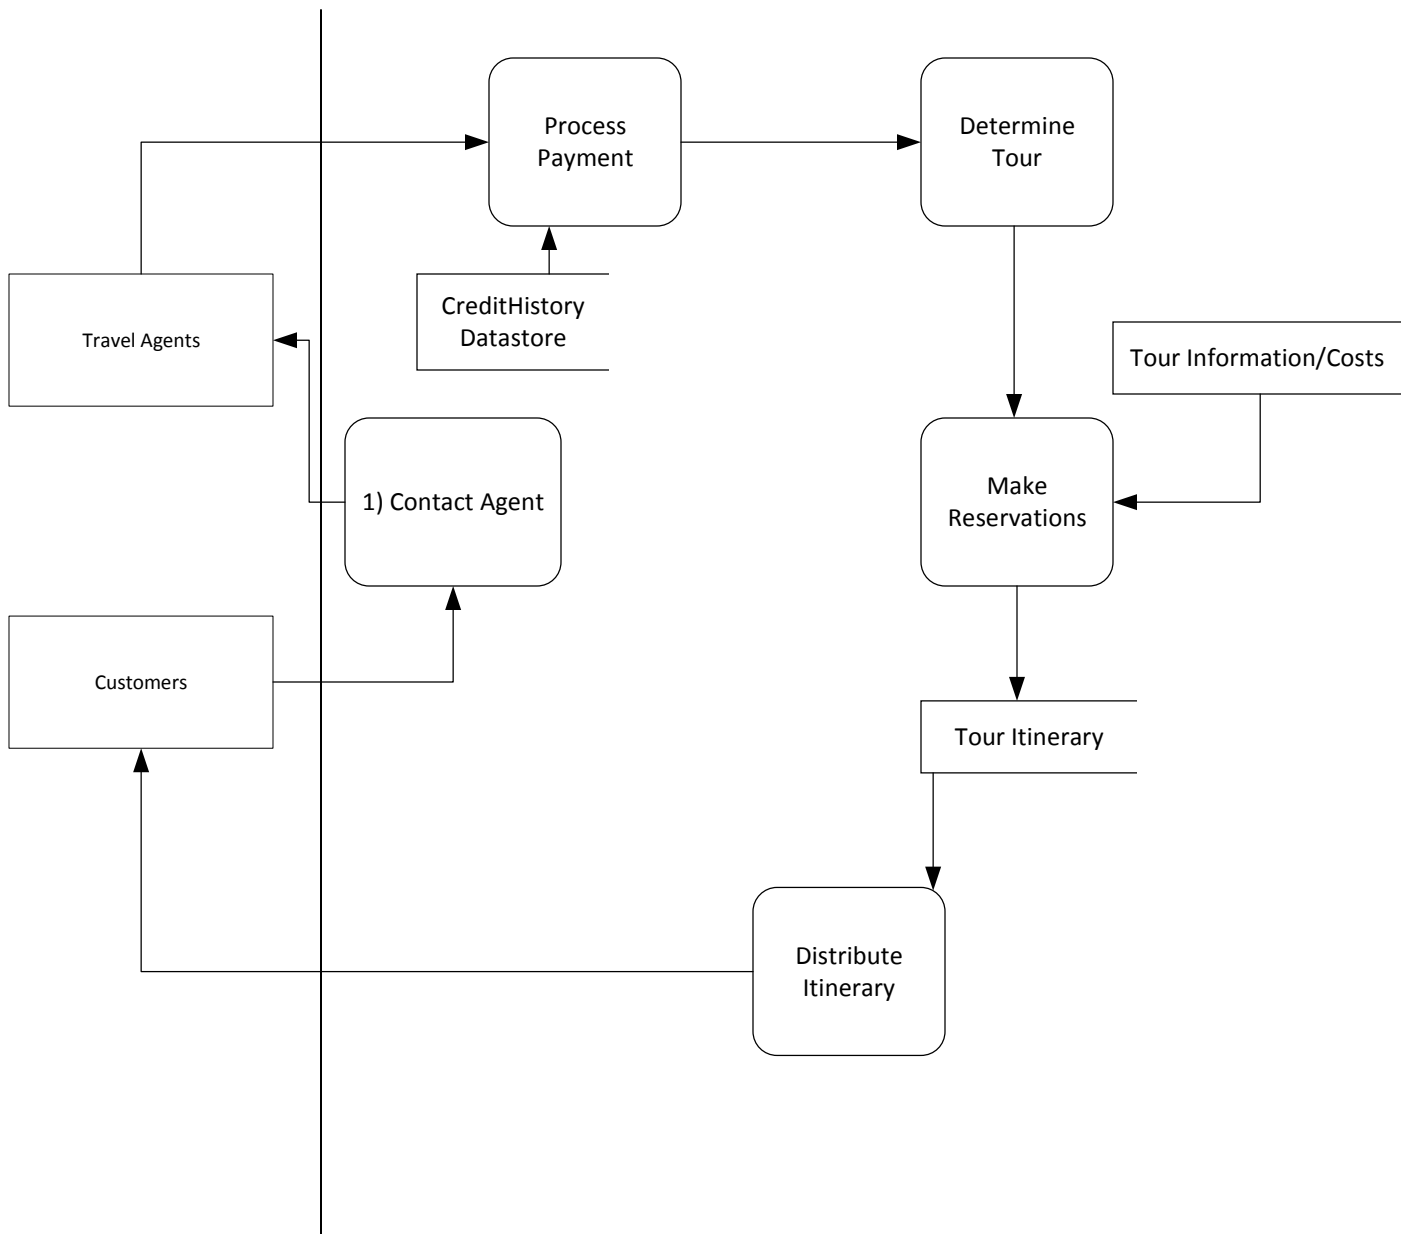 Process
Payment
Determine
Tour
CreditHistory
Datastore
Travel Agents
Tour Information/Costs
1) Contact Agent
Make
Reservations
Customers
Tour Itinerary
Distribute
Itinerary